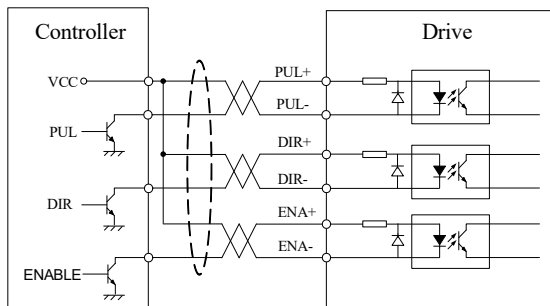 Controller
Drive
VCC
PUL+
PUL
PUL-
DIR+
DIR
DIR-
ENA+
ENABLE
ENA-